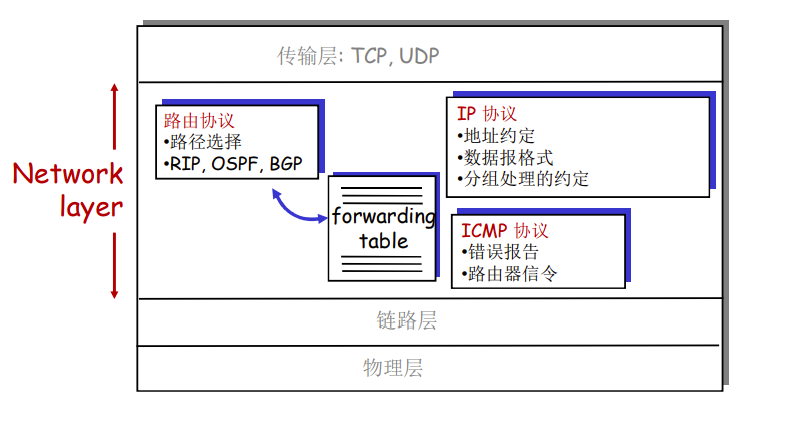 传输层: TCP, UDP
Network
layer
路由协议
•路径选择
•RIP, OSPF, BGP
forwarding
table
IP 协议
•地址约定
•数据报格式
•分组处理的约定
ICMP 协议
•错误报告
•路由器信令
链路层
物理层